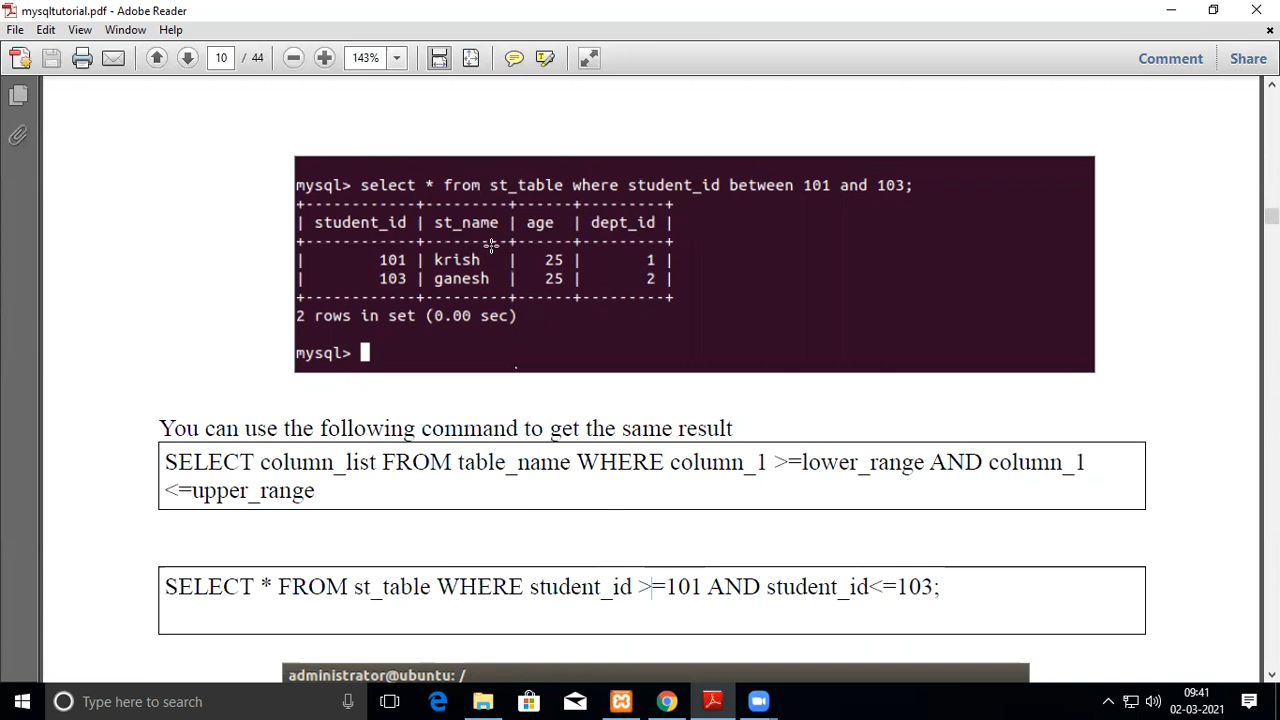 mysqltutorial.pdf - Adobe Reader
File Edit View Window Help
10 / 44 143% Comment Share
mysql> select * from st_table where student_id between 101 and 103;
+------------+---------+------+---------+
| student_id | st_name | age | dept_id |
+------------+---------+------+---------+
| 101 | krish | 25 | 1 |
| 103 | ganesh | 25 | 2 |
+------------+---------+------+---------+
2 rows in set (0.00 sec)
mysql>
You can use the following command to get the same result
SELECT column_list FROM table_name WHERE column_1 >=lower_range AND column_1
<=upper_range
SELECT * FROM st_table WHERE student_id >=101 AND student_id<=103;
administrator@ubuntu: /
Type here to search
09:41
02-03-2021